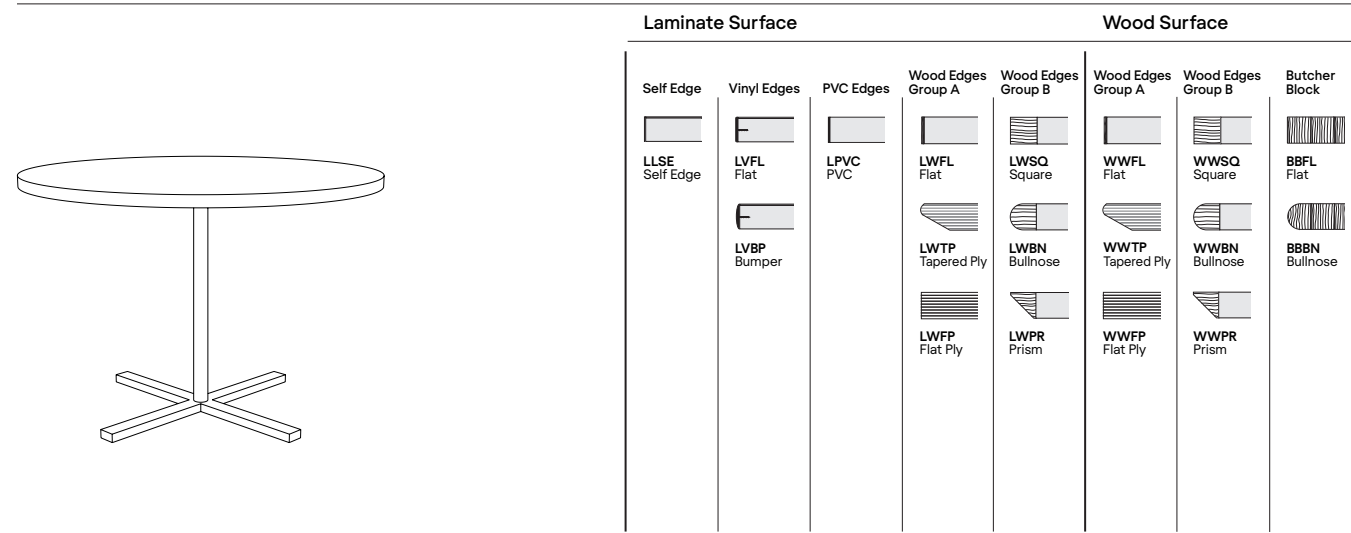 Laminate Surface
Wood Surface
Self Edge
Vinyl Edges
PVC Edges
Wood Edges
Group A
Wood Edges
Group B
Wood Edges
Group A
Wood Edges
Group B
Butcher
Block
LLSE
Self Edge
LVFL
Flat
LPVC
PVC
LWFL
Flat
LWSQ
Square
WWFL
Flat
WWSQ
Square
BBFL
Flat
LVBP
Bumper
LWTP
Tapered Ply
LWBN
Bullnose
WWTP
Tapered Ply
WWBN
Bullnose
BBBN
Bullnose
LWFP
Flat Ply
LWPR
Prism
WWFP
Flat Ply
WWPR
Prism